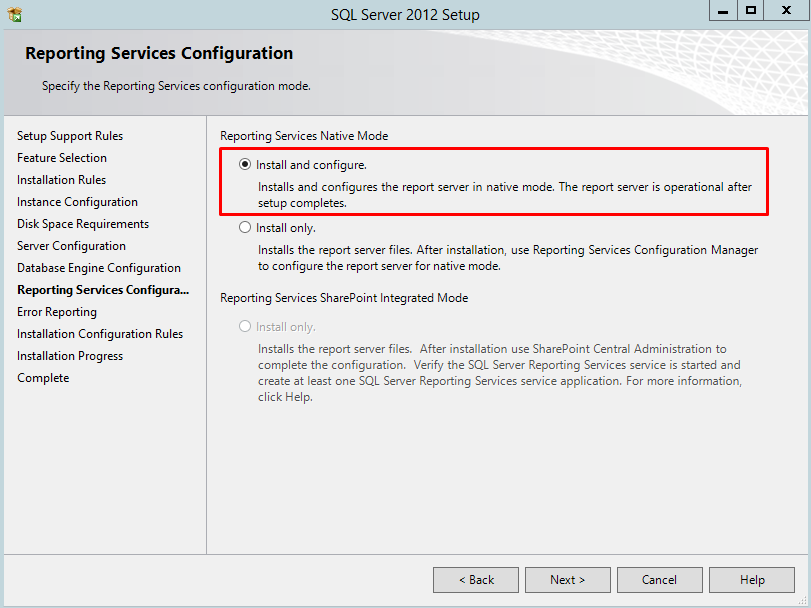 SQL Server 2012 Setup
Reporting Services Configuration
Specify the Reporting Services configuration mode.
Setup Support Rules
Feature Selection
Installation Rules
Instance Configuration
Disk Space Requirements
Server Configuration
Database Engine Configuration
Reporting Services Configura...
Error Reporting
Installation Configuration Rules
Installation Progress
Complete
Reporting Services Native Mode
Install and configure.
Installs and configures the report server in native mode. The report server is operational after
setup completes.
Install only.
Installs the report server files. After installation, use Reporting Services Configuration Manager
to configure the report server for native mode.
Reporting Services SharePoint Integrated Mode
Install only.
Installs the report server files.  After installation use SharePoint Central Administration to
complete the configuration.  Verify the SQL Server Reporting Services service is started and
create at least one SQL Server Reporting Services service application. For more information,
click Help.
< Back
Next >
Cancel
Help